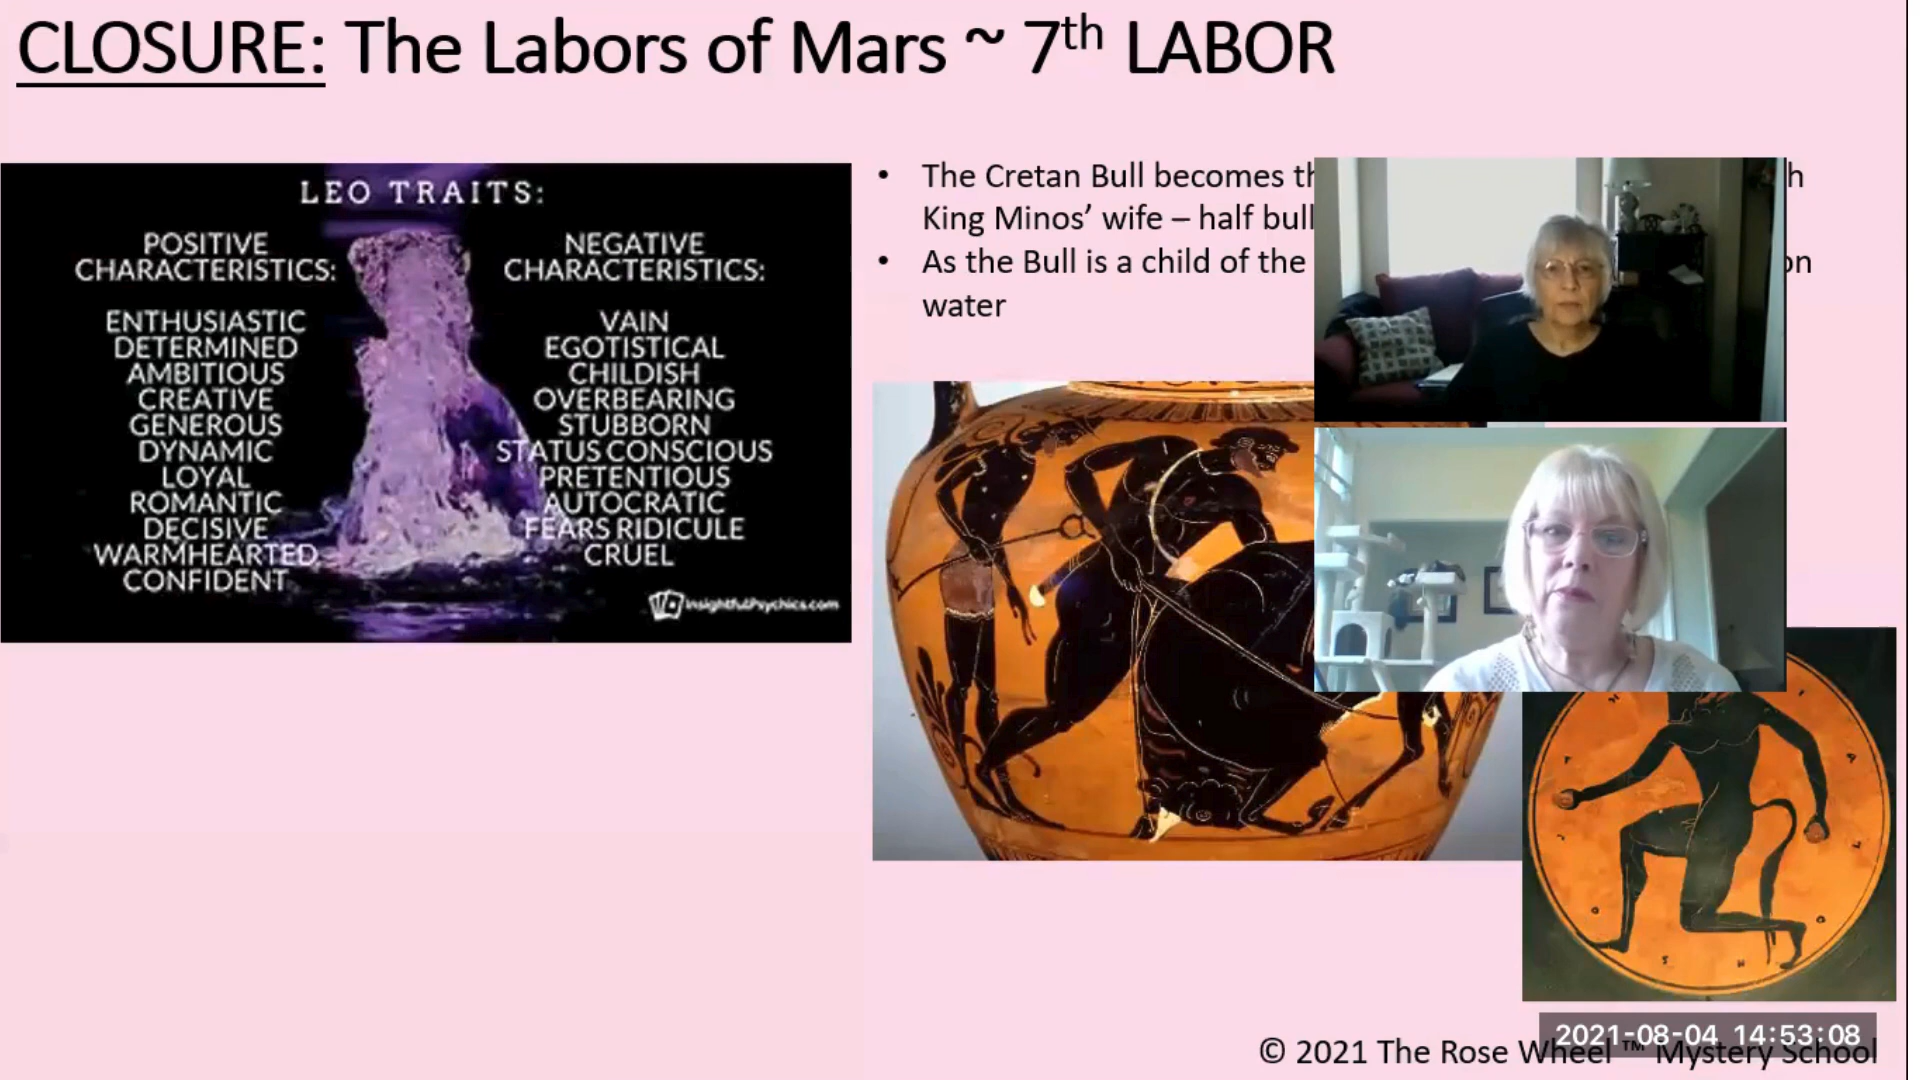 CLOSURE: The Labors of Mars ~ 7th LABOR
LEO TRAITS:
POSITIVE
CHARACTERISTICS:
ENTHUSIASTIC
DETERMINED
AMBITIOUS
CREATIVE
GENEROUS
DYNAMIC
LOYAL
ROMANTIC
DECISIVE
WARMHEARTED
CONFIDENT
NEGATIVE
CHARACTERISTICS:
VAIN
EGOTISTICAL
CHILDISH
OVERBEARING
STUBBORN
STATUS CONSCIOUS
PRETENTIOUS
AUTOCRATIC
FEARS RIDICULE
CRUEL
InsightfulPsychics.com
• The Cretan Bull becomes
King Minos’ wife – half bull
• As the Bull is a child of the on
water
2021-08-04 14:53:08
© 2021 The Rose Wheel ™ Mystery School